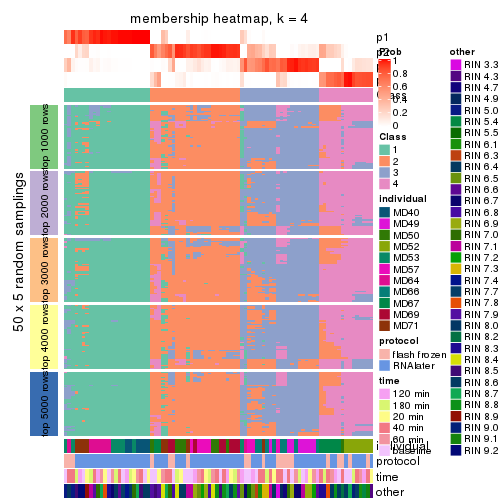 membership heatmap, k = 4
p1
p2
Prob
1
0.8
0.6
0.4
0.2
0
Class
1
2
3
4
Individual
MD40
MD49
MD50
MD52
MD53
MD57
MD64
MD66
MD67
MD69
MD71
protocol
flash frozen
RNAlater
time
120 min
180 min
20 min
40 min
60 min
baseline
other
RIN 3.3
RIN 4.3
RIN 4.7
RIN 4.9
RIN 5.0
RIN 5.4
RIN 5.5
RIN 6.1
RIN 6.3
RIN 6.4
RIN 6.5
RIN 6.6
RIN 6.7
RIN 6.8
RIN 6.9
RIN 7.0
RIN 7.1
RIN 7.2
RIN 7.3
RIN 7.4
RIN 7.7
RIN 7.8
RIN 7.9
RIN 8.0
RIN 8.2
RIN 8.3
RIN 8.4
RIN 8.5
RIN 8.6
RIN 8.7
RIN 8.8
RIN 8.9
RIN 9.0
RIN 9.1
RIN 9.2
50 x 5 random samplings
top 1000 rows
top 2000 rows
top 3000 rows
top 4000 rows
top 5000 rows
protocol
time
other